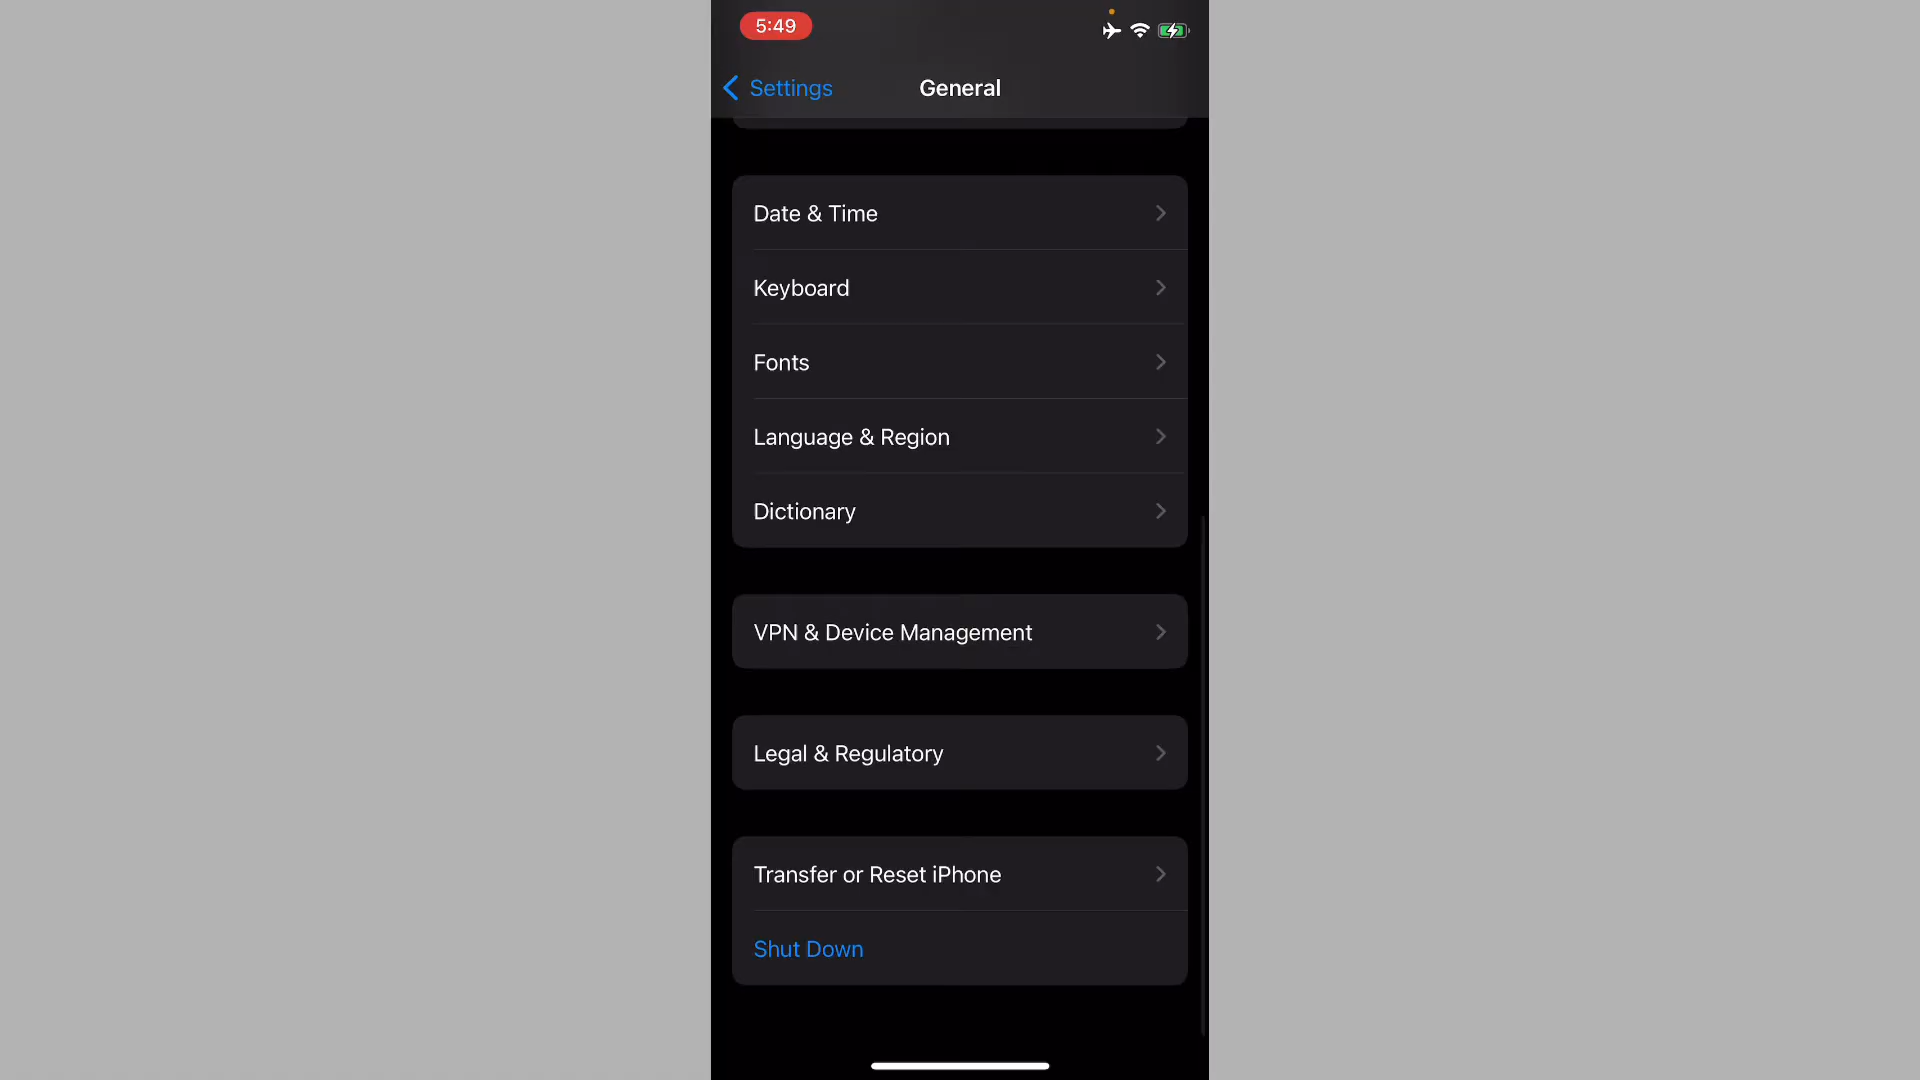 5:49
Settings
General
Date & Time
Keyboard
Fonts
Language & Region
Dictionary
VPN & Device Management
Legal & Regulatory
Transfer or Reset iPhone
Shut Down